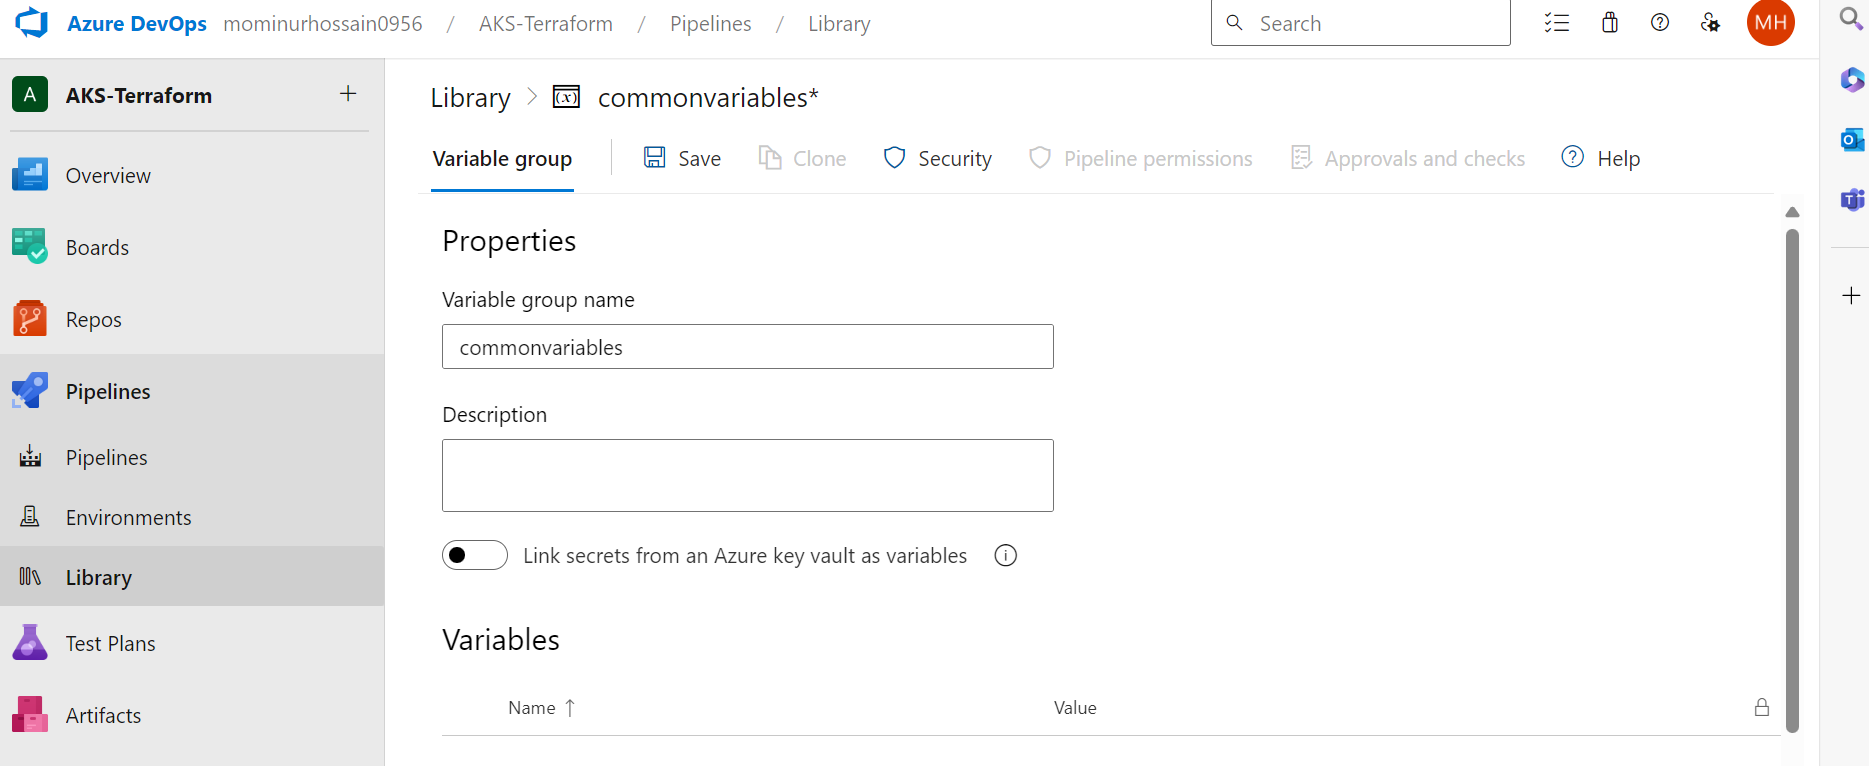 Azure DevOps mominurhossain0956 / AKS-Terraform / Pipelines / Library
Search
MH
A AKS-Terraform
Overview
Boards
Repos
Pipelines
Pipelines
Environments
Library
Test Plans
Artifacts
Library > (x) commonvariables*
Variable group Save Clone Security Pipeline permissions Approvals and checks Help
Properties
Variable group name
commonvariables
Description
Link secrets from an Azure key vault as variables
Variables
Name ↑ Value